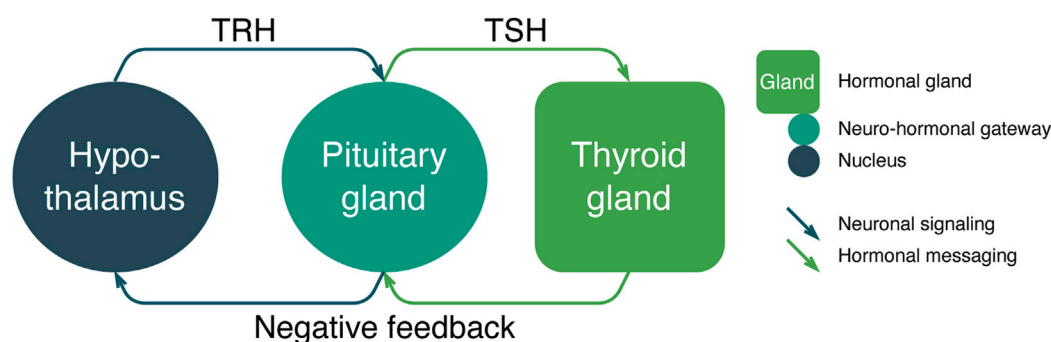 TRH
TSH
Hypo-
thalamus
Pituitary
gland
Thyroid
gland
Negative feedback
Gland
Hormonal gland
Neuro-hormonal gateway
Nucleus
Neuronal signaling
Hormonal messaging